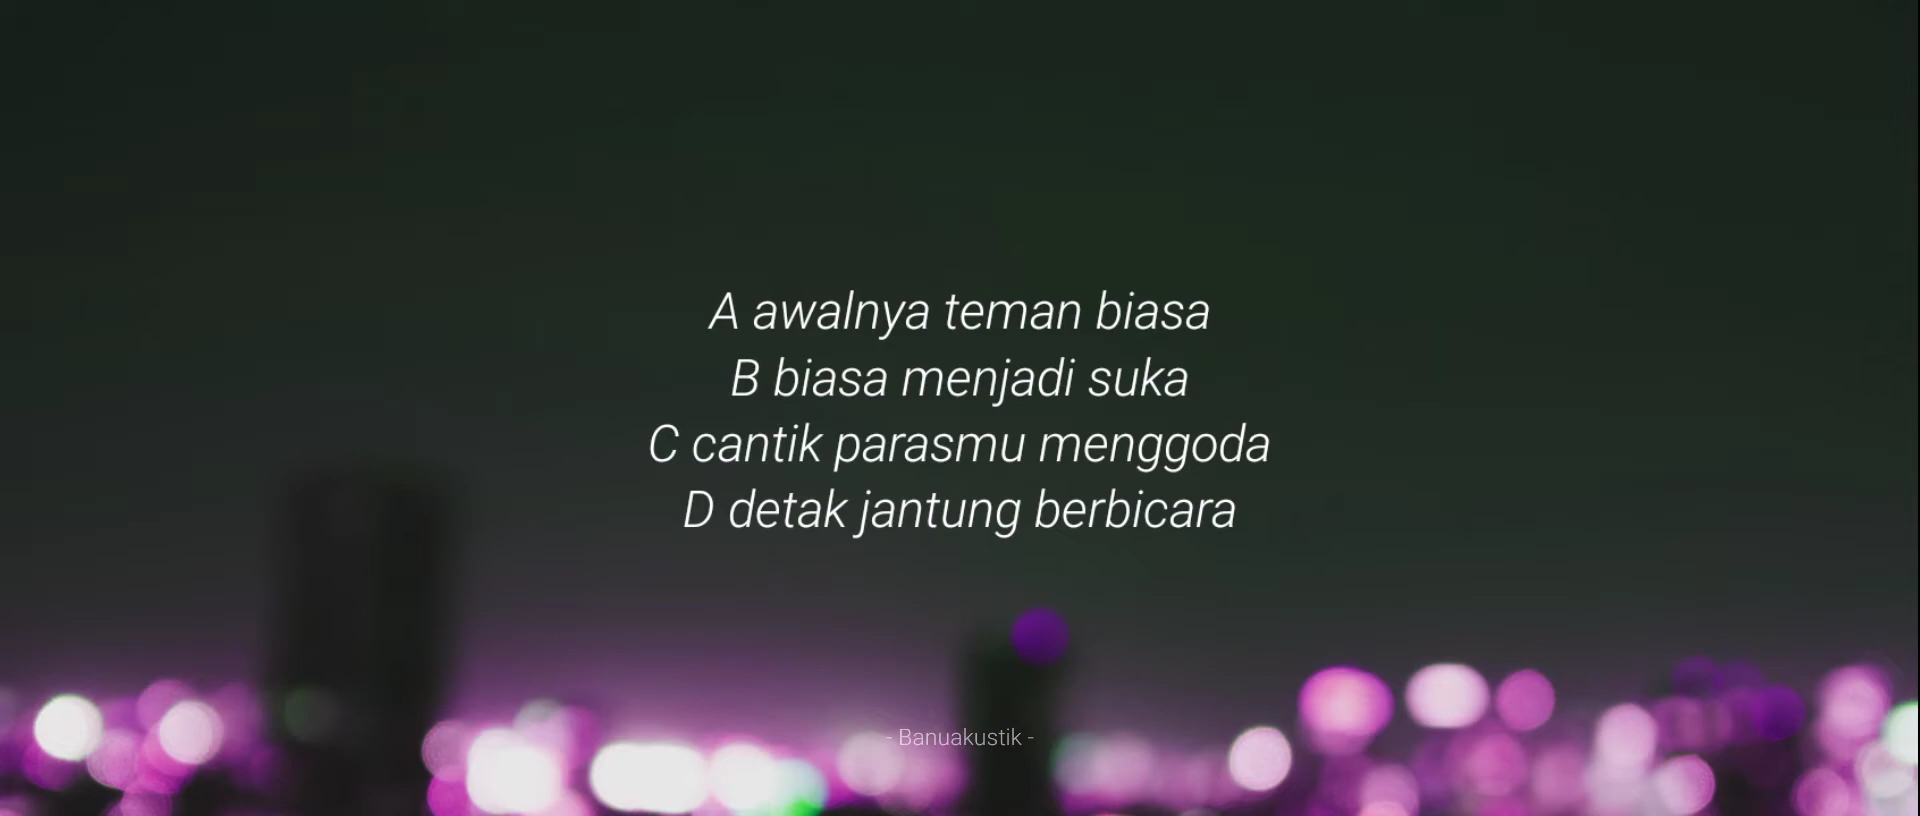 A awalnya teman biasa
B biasa menjadi suka
C cantik parasmu menggoda
D detak jantung berbicara
- Banuakustik -